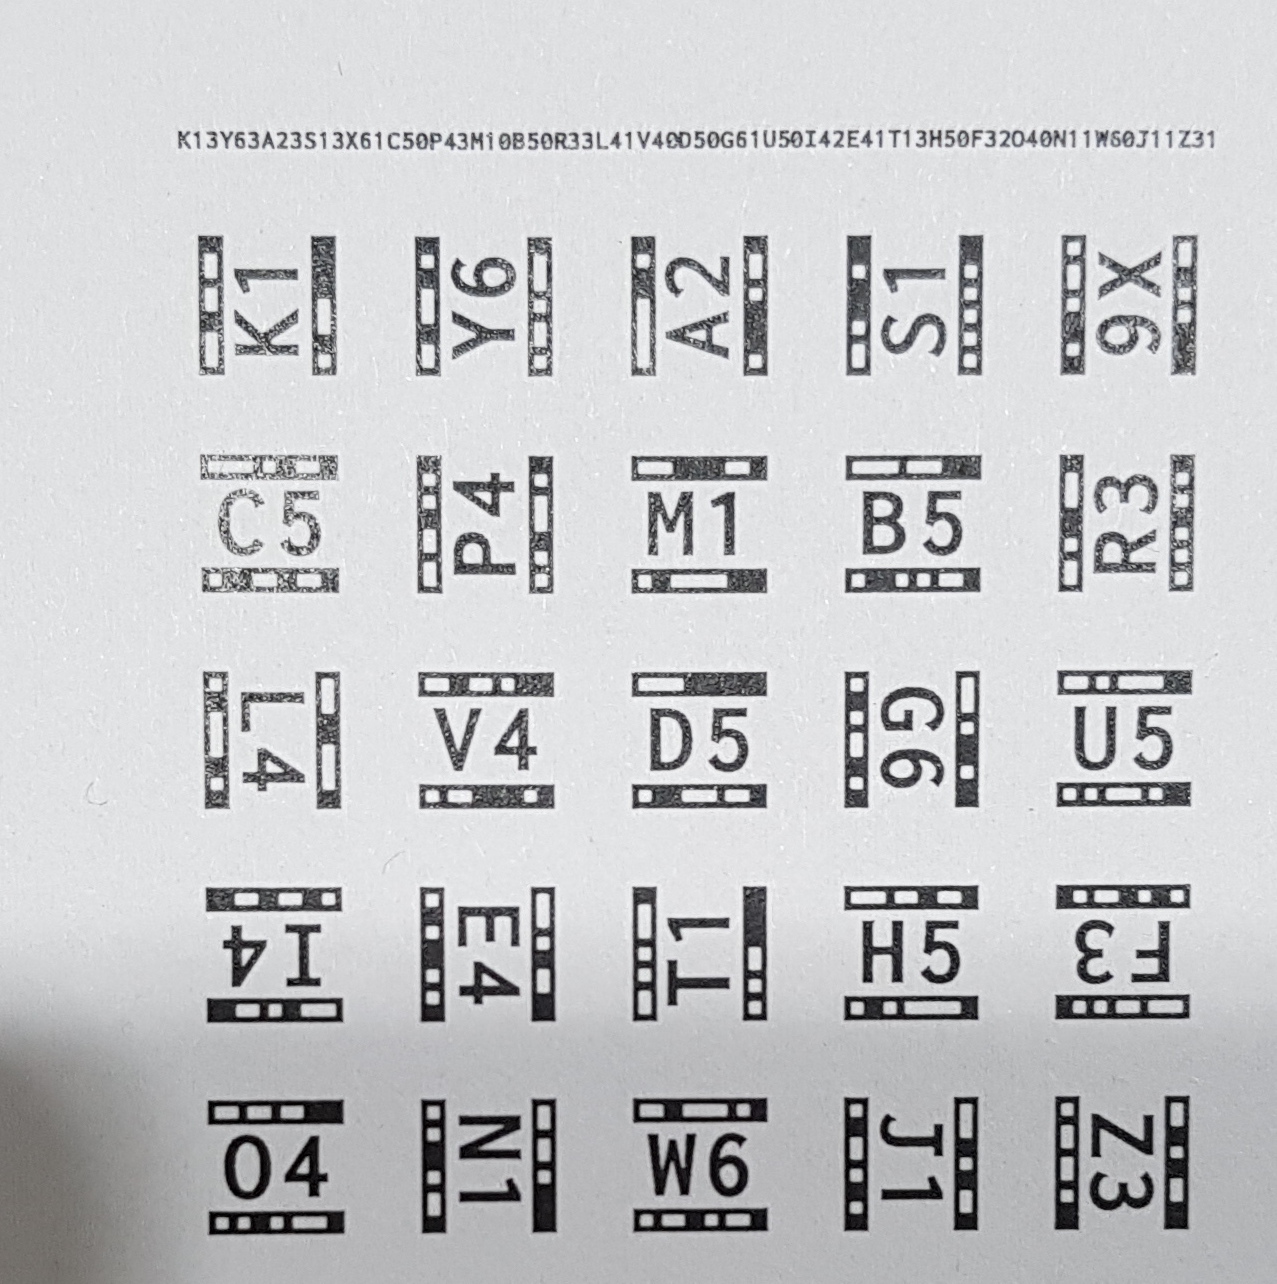 K13Y63A23S13X61C50P43M10B50R33L41V40D50G61U50I42E41T13H50F32O40N11W60J11Z31
K1 Y6 A2 S1 X6
C5 P4 M1 B5 R3
L4 V4 D5 G6 U5
I4 E4 T1 H5 F3
O4 N1 W6 J1 Z3